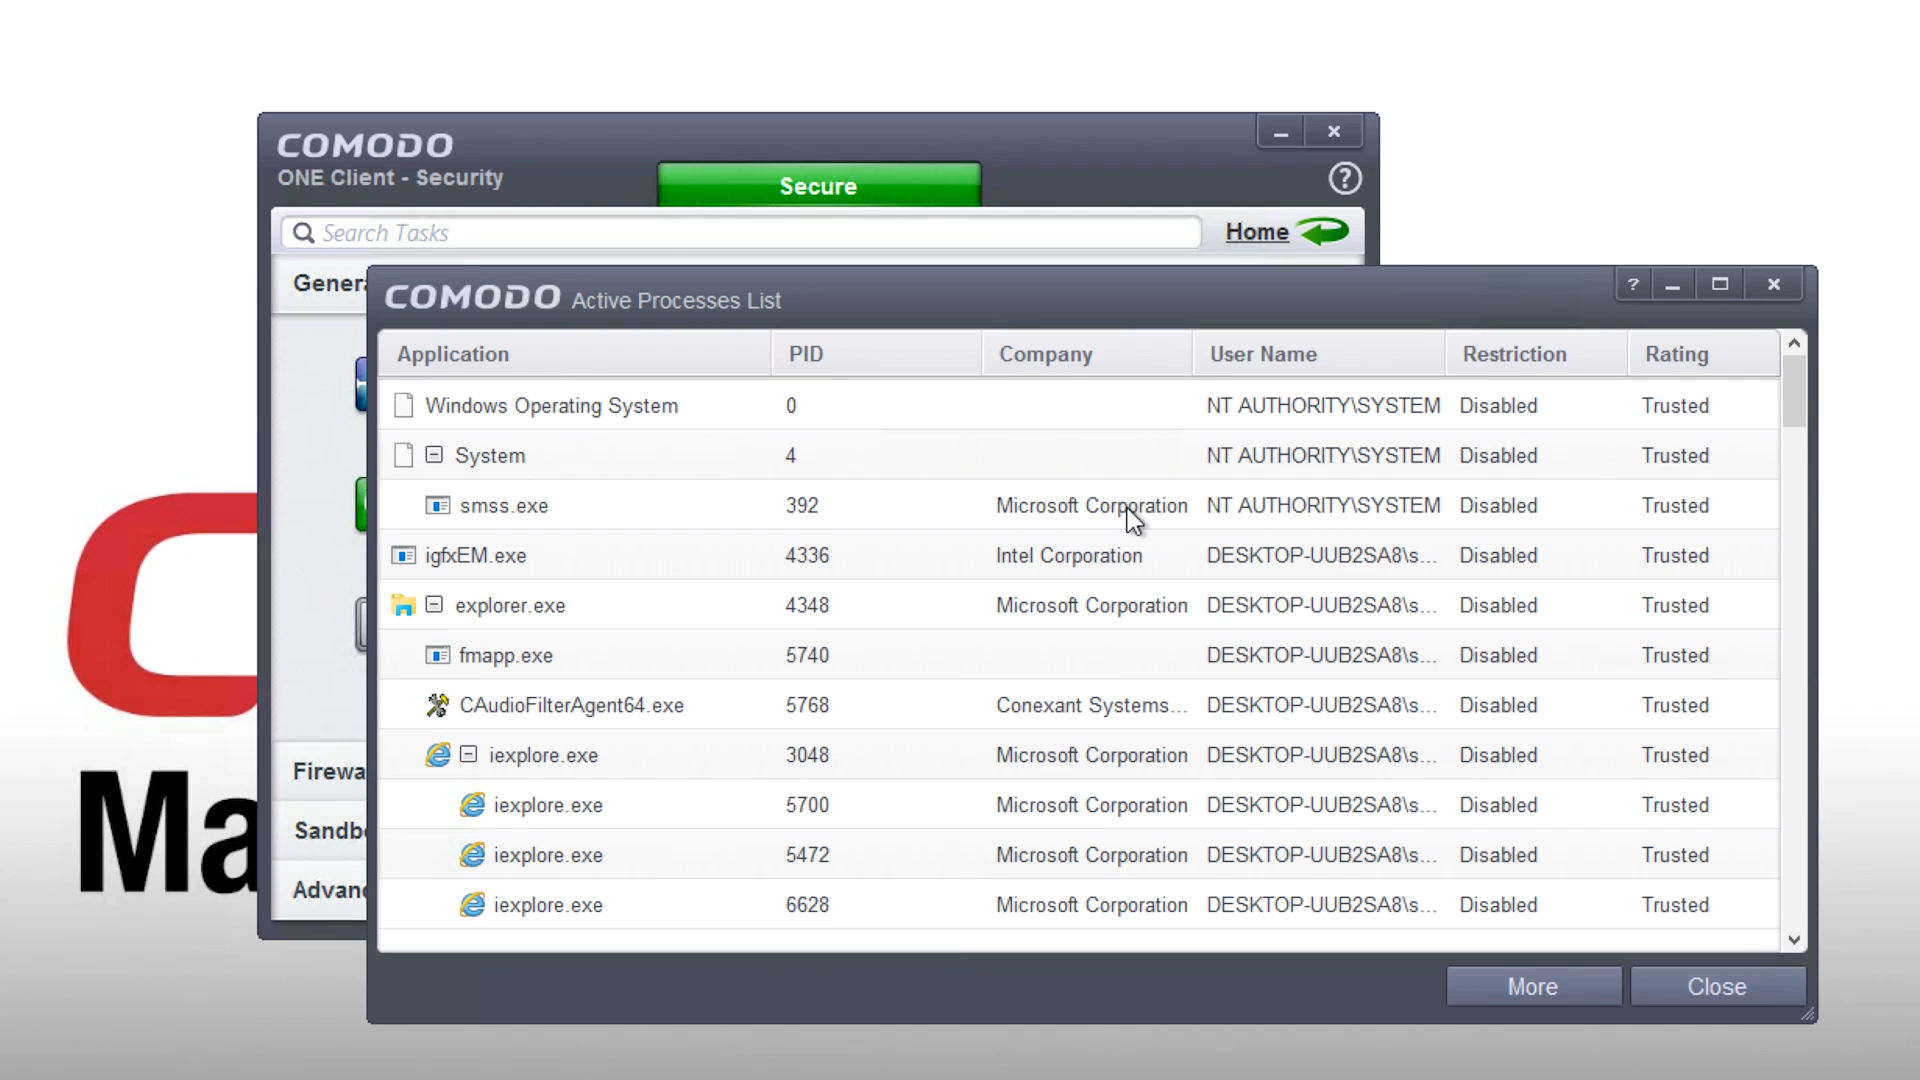 COMODO
ONE Client - Security
Secure
Search Tasks
Home
Genera
COMODO Active Processes List
Application PID Company User Name Restriction Rating
Windows Operating System 0 NT AUTHORITY\SYSTEM Disabled Trusted
System 4 NT AUTHORITY\SYSTEM Disabled Trusted
smss.exe 392 Microsoft Corporation NT AUTHORITY\SYSTEM Disabled Trusted
igfxEM.exe 4336 Intel Corporation DESKTOP-UUB2SA8\s... Disabled Trusted
explorer.exe 4348 Microsoft Corporation DESKTOP-UUB2SA8\s... Disabled Trusted
fmapp.exe 5740 DESKTOP-UUB2SA8\s... Disabled Trusted
CAudioFilterAgent64.exe 5768 Conexant Systems... DESKTOP-UUB2SA8\s... Disabled Trusted
iexplore.exe 3048 Microsoft Corporation DESKTOP-UUB2SA8\s... Disabled Trusted
iexplore.exe 5700 Microsoft Corporation DESKTOP-UUB2SA8\s... Disabled Trusted
iexplore.exe 5472 Microsoft Corporation DESKTOP-UUB2SA8\s... Disabled Trusted
iexplore.exe 6628 Microsoft Corporation DESKTOP-UUB2SA8\s... Disabled Trusted
Firewa
Sandbo
Advanc
Ma
More Close